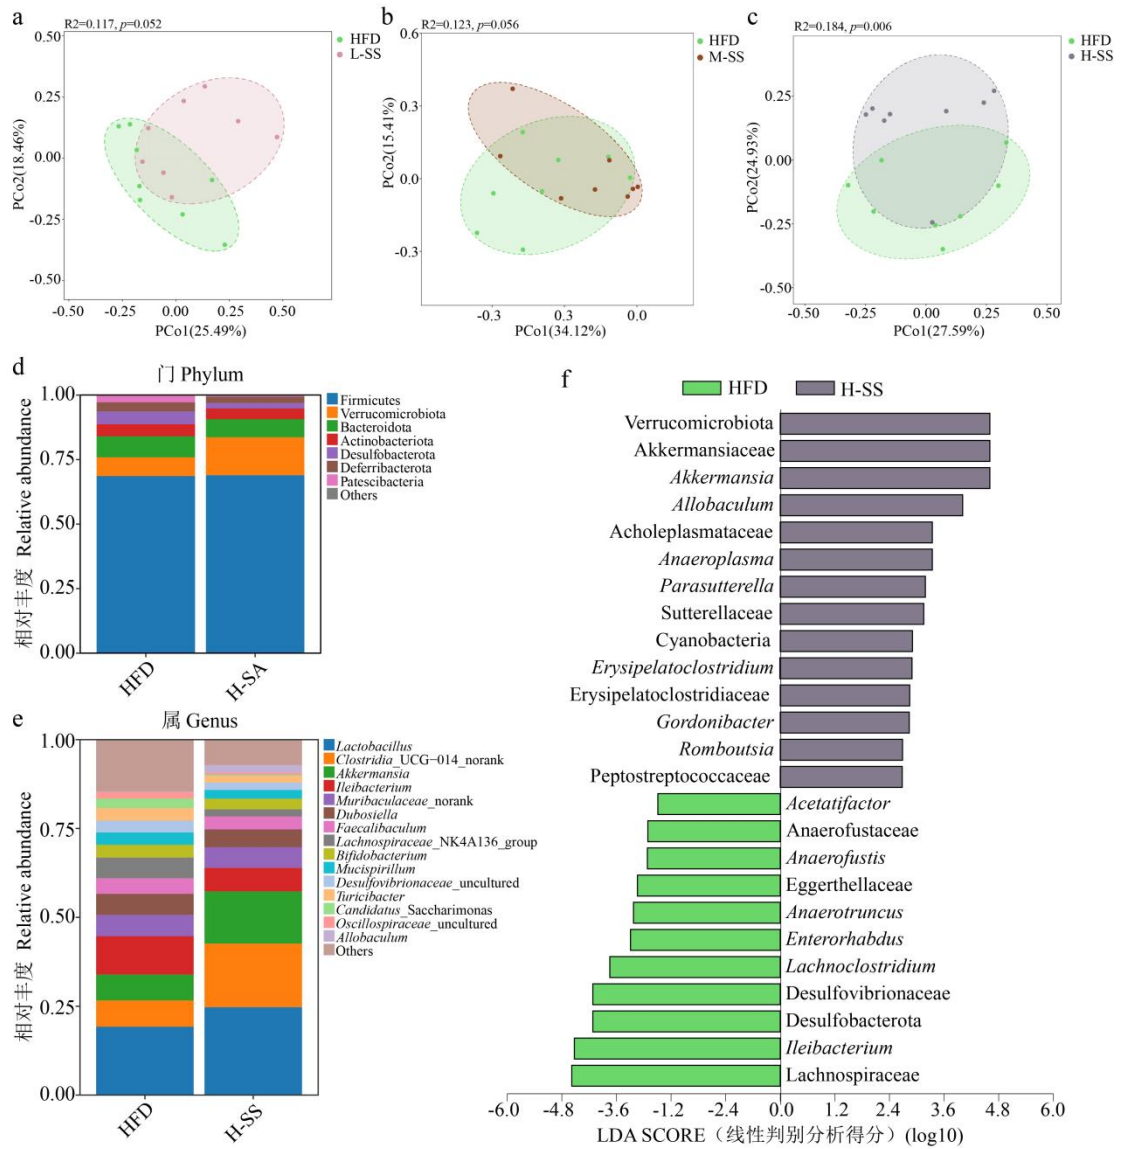 a
R2=0.117, p=0.052
HFD
L-SS
0.50
0.25
0.00
-0.25
-0.50
PCo2(18.46%)
-0.50 -0.25 0.00 0.25 0.50
PCo1(25.49%)
b
R2=0.123, p=0.056
HFD
M-SS
0.6
0.3
0.0
-0.3
PCo2(15.41%)
-0.3 0.3 0.0
PCo1(34.12%)
c
R2=0.184, p=0.006
HFD
H-SS
0.25
0.00
-0.25
-0.50
PCo2(24.93%)
-0.50 -0.25 0.00 0.25 0.50
PCo1(27.59%)
d
门 Phylum
相对丰度 Relative abundance
1.00
0.75
0.50
0.25
0.00
HFD
H-SA
Firmicutes
Verrucomicrobiota
Bacteroidota
Actinobacteriota
Desulfobacterota
Deferribacterota
Patescibacteria
Others
e
属 Genus
相对丰度 Relative abundance
1.00
0.75
0.50
0.25
0.00
HFD
H-SS
Lactobacillus
Clostridia_UCG-014_norank
Akkermansia
Ileibacterium
Muribaculaceae_norank
Dubosiella
Faecalibaculum
Lachnospiraceae_NK4A136_group
Bifidobacterium
Mucispirillum
Desulfovibrionaceae_uncultured
Turicibacter
Candidatus_Saccharimonas
Oscillospiraceae_uncultured
Allobaculum
Others
f
HFD
H-SS
Verrucomicrobiota
Akkermansiaceae
Akkermansia
Allobaculum
Acholeplasmataceae
Anaeroplasma
Parasutterella
Sutterellaceae
Cyanobacteria
Erysipelatoclostridium
Erysipelatoclostridiaceae
Gordonibacter
Romboutsia
Peptostreptococcaceae
Acetatifactor
Anaerofustaceae
Anaerofustis
Eggerthellaceae
Anaerotruncus
Enterorhabdus
Lachnoclostridium
Desulfovibrionaceae
Desulfobacterota
Ileibacterium
Lachnospiraceae
-6.0 -4.8 -3.6 -1.2 -2.4 0.0 1.2 2.4 3.6 4.8 6.0
LDA SCORE（线性判别分析得分）(log10)